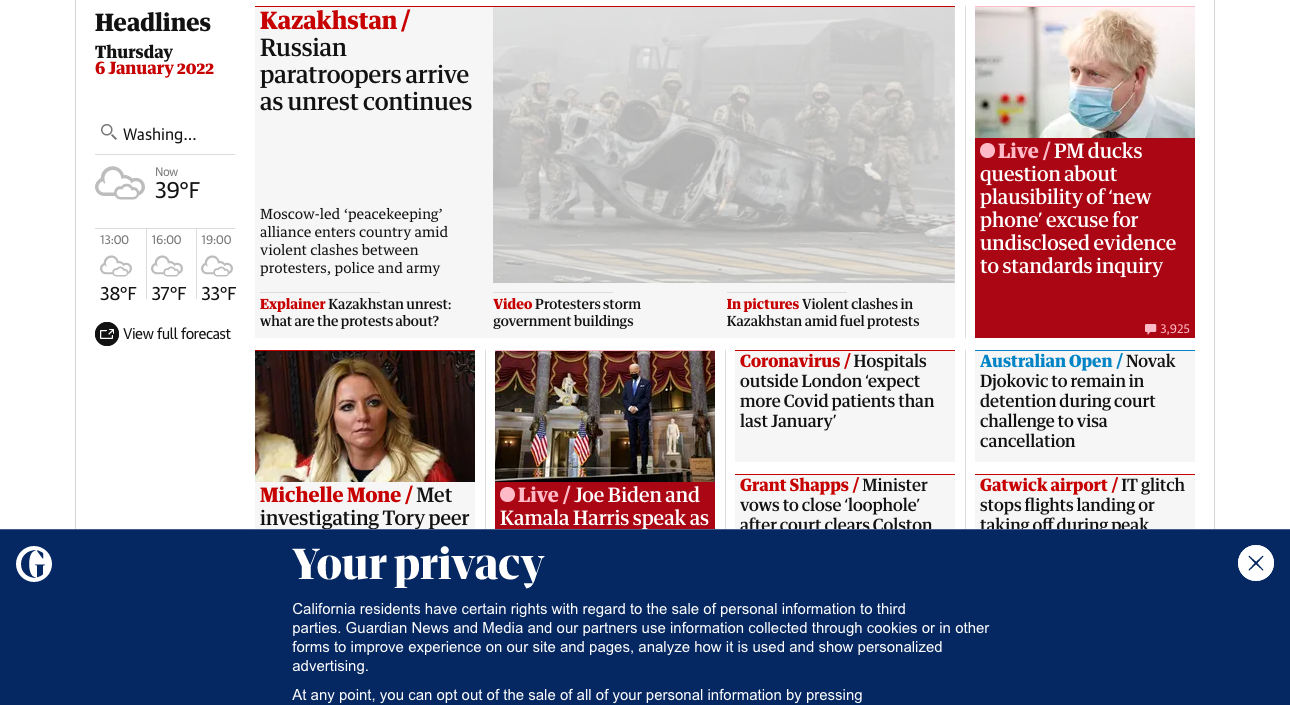 Headlines
Thursday
6 January 2022
Washing...
Now
39°F
13:00
38°F
16:00
37°F
19:00
33°F
View full forecast
Kazakhstan /
Russian
paratroopers arrive
as unrest continues
Moscow-led ‘peacekeeping’
alliance enters country amid
violent clashes between
protesters, police and army
Explainer Kazakhstan unrest:
what are the protests about?
Video Protesters storm
government buildings
In pictures Violent clashes in
Kazakhstan amid fuel protests
Live / PM ducks
question about
plausibility of ‘new
phone’ excuse for
undisclosed evidence
to standards inquiry
3,925
Michelle Mone / Met
investigating Tory peer
Live / Joe Biden and
Kamala Harris speak as
Coronavirus / Hospitals
outside London ‘expect
more Covid patients than
last January’
Australian Open / Novak
Djokovic to remain in
detention during court
challenge to visa
cancellation
Grant Shapps / Minister
vows to close ‘loophole’
after court clears Colston
Gatwick airport / IT glitch
stops flights landing or
taking off during peak
Your privacy
California residents have certain rights with regard to the sale of personal information to third
parties. Guardian News and Media and our partners use information collected through cookies or in other
forms to improve experience on our site and pages, analyze how it is used and show personalized
advertising.
At any point, you can opt out of the sale of all of your personal information by pressing